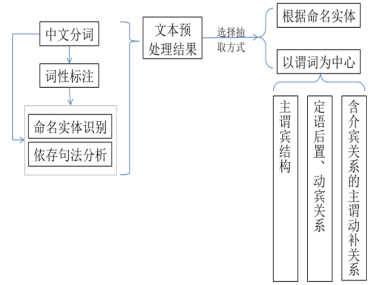 中文分词
词性标注
命名实体识别
依存句法分析
文本预
处理结果
选择抽
取方式
根据命名实体
以谓词为中心
主谓宾结构
定语后置、动宾关系
含介宾关系的主谓动补关系